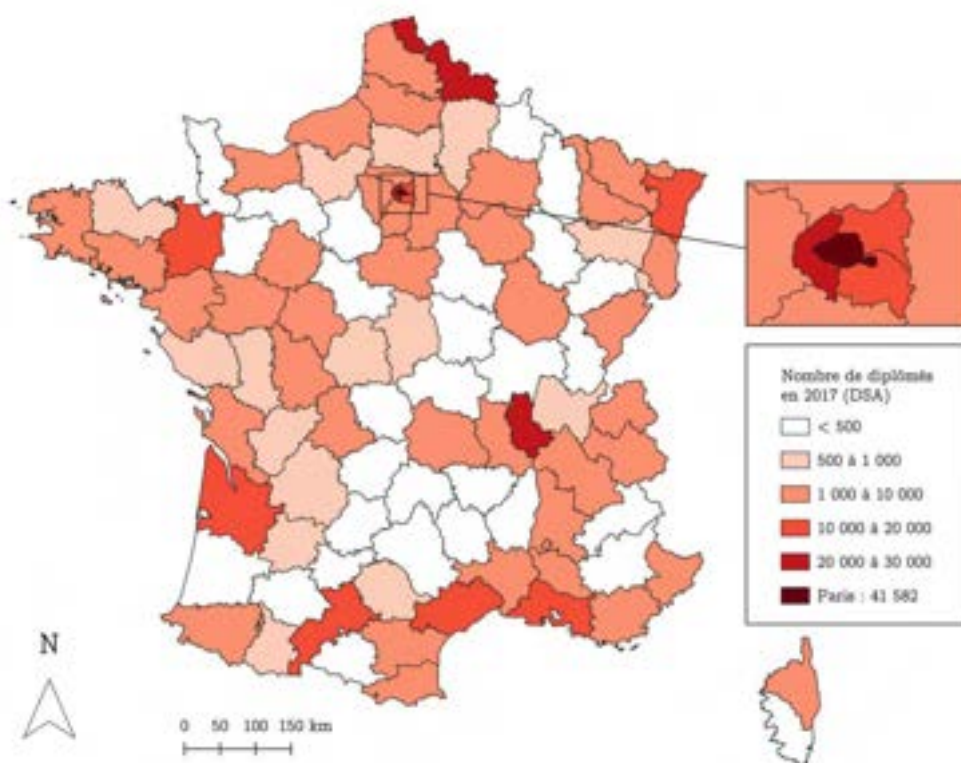 Nombre de diplômés
en 2017 (DSA)
< 500
500 à 1 000
1 000 à 10 000
10 000 à 20 000
20 000 à 30 000
Paris : 41 582
N
0 50 100 150 km